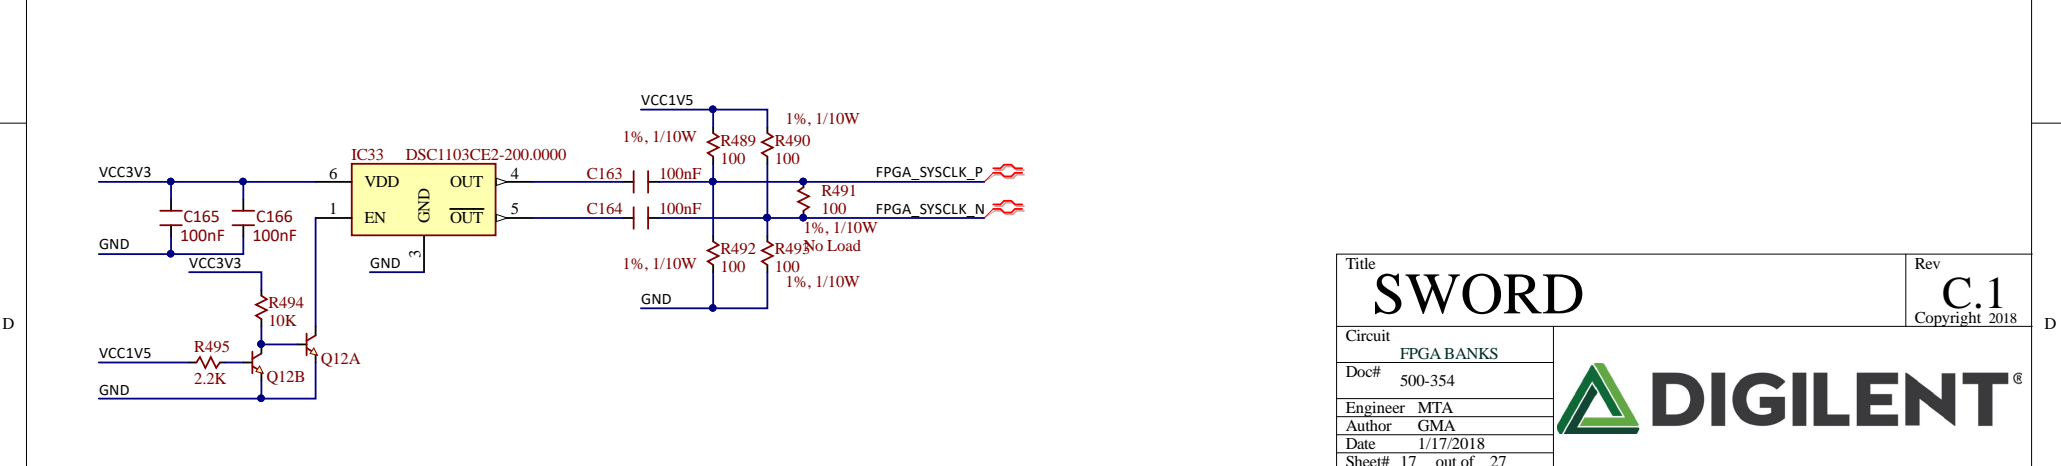 VCC1V5
1%, 1/10W
1%, 1/10W
R489
100
R490
100
IC33 DSC1103CE2-200.0000
VCC3V3
6
VDD
OUT
4
C163
100nF
FPGA_SYSCLK_P
GND
R491
100
1
EN
OUT
5
C164
100nF
FPGA_SYSCLK_N
C165
100nF
C166
100nF
1%, 1/10W
No Load
GND
3
GND
R492
100
R493
100
1%, 1/10W
1%, 1/10W
VCC3V3
GND
R494
10K
VCC1V5
R495
2.2K
Q12B
Q12A
GND
D
D
Title
SWORD
Rev
C.1
Copyright 2018
Circuit
FPGA BANKS
Doc#
500-354
Engineer MTA
Author GMA
Date 1/17/2018
Sheet# 17 out of 27
DIGILENT®